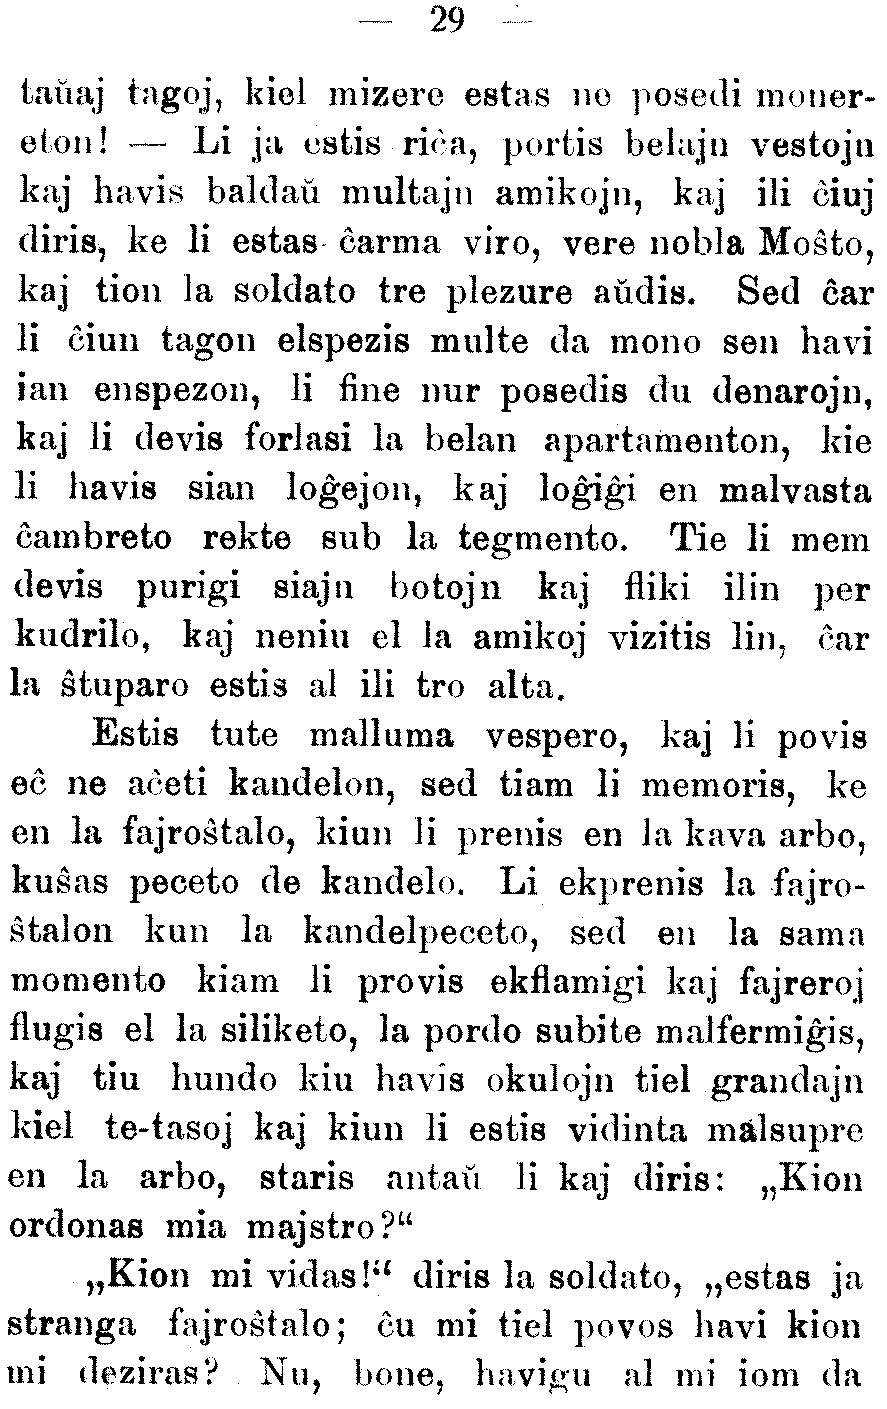 — 29 —
taŭaj tagoj, kiel mizere estas ne posedi moner-
eton! — Li ja estis riĉa, portis belajn vestojn
kaj havis baldaŭ multajn amikojn, kaj ili ĉiuj
diris, ke li estas ĉarma viro, vere nobla Moŝto,
kaj tion la soldato tre plezure aŭdis. Sed ĉar
li ĉiun tagon elspezis multe da mono sen havi
ian enspezon, li fine nur posedis du denarojn,
kaj li devis forlasi la belan apartamenton, kie
li havis sian loĝejon, kaj loĝiĝi en malvasta
ĉambreto rekte sub la tegmento. Tie li mem
devis purigi siajn botojn kaj fliki ilin per
kudrilo, kaj neniu el la amikoj vizitis lin, ĉar
la ŝtuparo estis al ili tro alta.
Estis tute malluma vespero, kaj li povis
eĉ ne aĉeti kandelon, sed tiam li memoris, ke
en la fajroŝtalo, kiun li prenis en la kava arbo,
kuŝas peceto de kandelo. Li ekprenis la fajro-
ŝtalon kun la kandelpeceto, sed en la sama
momento kiam li provis ekflamigi kaj fajreroj
flugis el la siliketo, la pordo subite malfermiĝis,
kaj tiu hundo kiu havis okulojn tiel grandajn
kiel te-tasoj kaj kiun li estis vidinta malsupre
en la arbo, staris antaŭ li kaj diris: „Kion
ordonas mia majstro?“
„Kion mi vidas!“ diris la soldato, „estas ja
stranga fajroŝtalo; ĉu mi tiel povos havi kion
mi deziras? Nu, bone, havigu al mi iom da